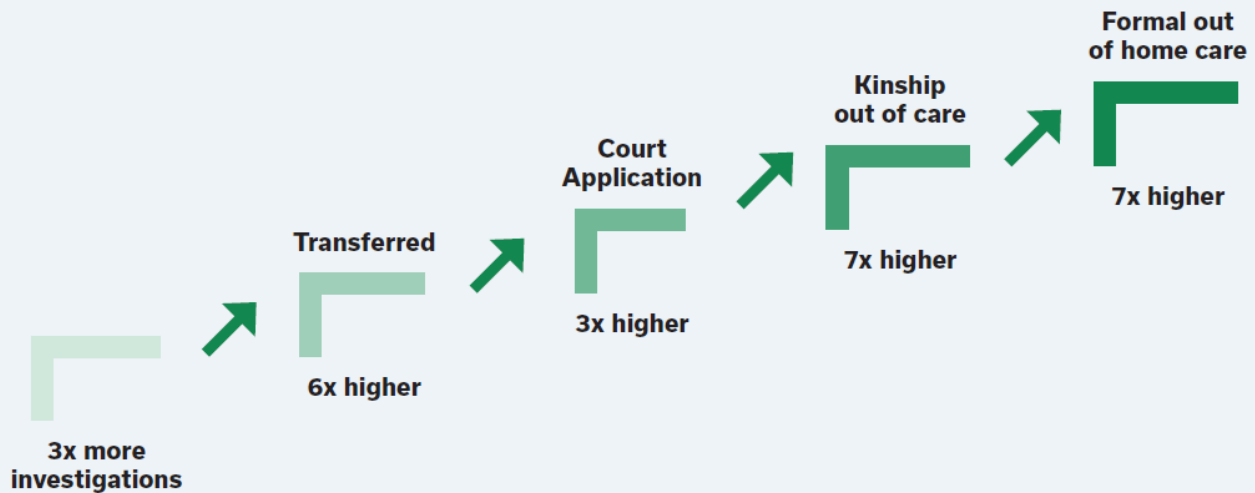 3x more
investigations
Transferred
6x higher
Court
Application
3x higher
Kinship
out of care
7x higher
Formal out
of home care
7x higher